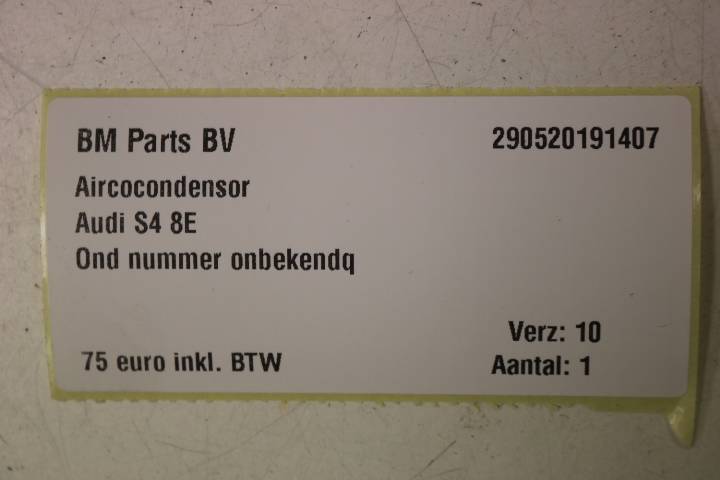 BM Parts BV 290520191407
Aircocondensor
Audi S4 8E
Ond nummer onbekendq
Verz: 10
75 euro inkl. BTW Aantal: 1